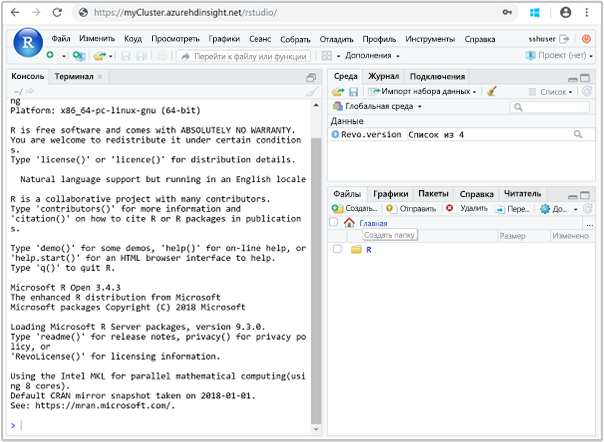 https://myCluster.azurehdinsight.net/rstudio/
R
Файл Изменить Коуд Просмотреть Графики Сеанс Собрать Отладить Профиль Инструменты Справка
sshuser
Перейти к файлу или функции
Дополнения
Проект (нет)
Консоль Терминал
~/
ng
Platform: x86_64-pc-linux-gnu (64-bit)
R is free software and comes with ABSOLUTELY NO WARRANTY.
You are welcome to redistribute it under certain condition
s.
Type 'license()' or 'licence()' for distribution details.
Natural language support but running in an English locale
R is a collaborative project with many contributors.
Type 'contributors()' for more information and
'citation()' on how to cite R or R packages in publication
s.
Type 'demo()' for some demos, 'help()' for on-line help, or
'help.start()' for an HTML browser interface to help.
Type 'q()' to quit R.
Microsoft R Open 3.4.3
The enhanced R distribution from Microsoft
Microsoft packages Copyright (C) 2018 Microsoft
Loading Microsoft R Server packages, version 9.3.0.
Type 'readme()' for release notes, privacy() for privacy po
licy, or
'RevoLicense()' for licensing information.
Using the Intel MKL for parallel mathematical computing(usi
ng 8 cores).
Default CRAN mirror snapshot taken on 2018-01-01.
See: https://mran.microsoft.com/.
>
Среда Журнал Подключения
Импорт набора данных
Список
Глобальная среда
Данные
Revo.version Список из 4
Файлы Графики Пакеты Справка Читатель
Создать... Отправить Удалить Пере... До...
Главная
...
Создать папку
Размер Изменено
R